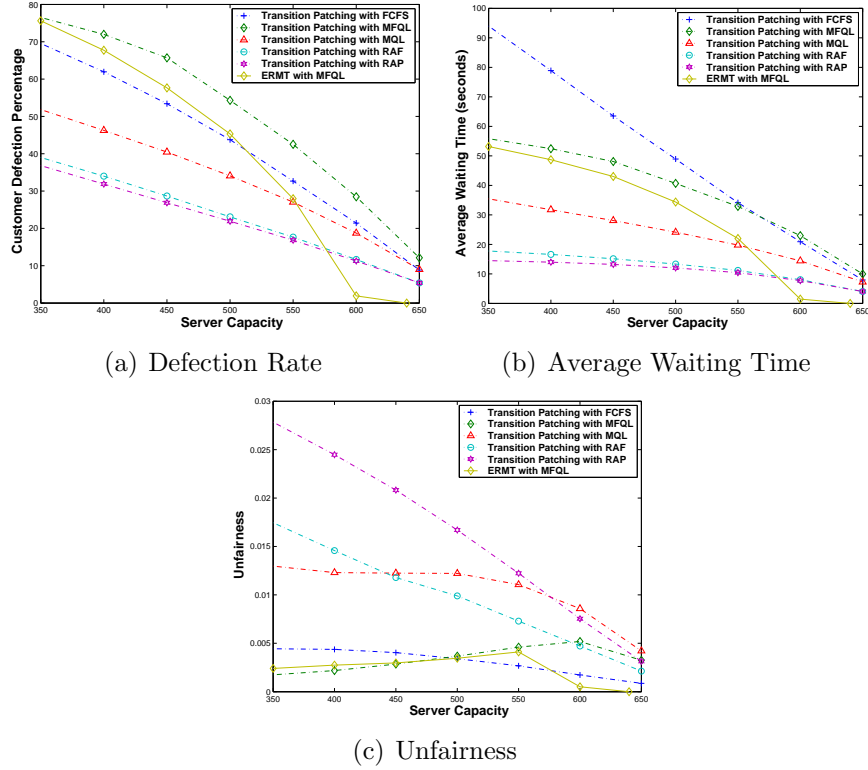 80
70
60
50
40
30
20
10
0
Customer Defection Percentage
350 400 450 500 550 600 650
Server Capacity
Transition Patching with FCFS
Transition Patching with MFQL
Transition Patching with MQL
Transition Patching with RAF
Transition Patching with RAP
ERMT with MFQL
(a) Defection Rate
100
90
80
70
60
50
40
30
20
10
0
Average Waiting Time (seconds)
350 400 450 500 550 600 650
Server Capacity
Transition Patching with FCFS
Transition Patching with MFQL
Transition Patching with MQL
Transition Patching with RAF
Transition Patching with RAP
ERMT with MFQL
(b) Average Waiting Time
0.03
0.025
0.02
0.015
0.01
0.005
0
Unfairness
350 400 450 500 550 600 650
Server Capacity
Transition Patching with FCFS
Transition Patching with MFQL
Transition Patching with MQL
Transition Patching with RAF
Transition Patching with RAP
ERMT with MFQL
(c) Unfairness